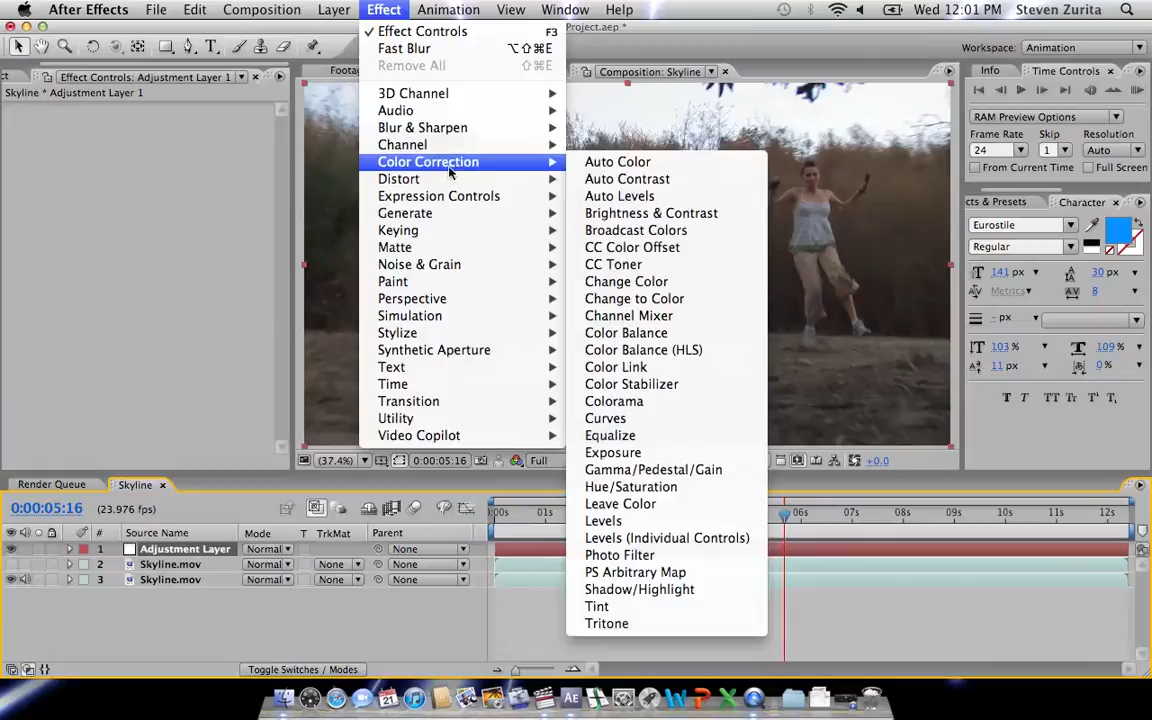 After Effects File Edit Composition Layer Effect Animation View Window Help Wed 12:01 PM Steven Zurita
Project.aep *
Workspace: Animation
Effect Controls: Adjustment Layer 1
Skyline * Adjustment Layer 1
Foota
Composition: Skyline
Info Time Controls
RAM Preview Options
Frame Rate Skip Resolution
24 1 Auto
From Current Time Full Screen
cts & Presets Character
Eurostile
Regular
141 px 30 px
Metrics 8
- px
103 % 109 %
11 px 0 %
T T TT Tr T¹ T₁
✓ Effect Controls F3
Fast Blur ⌥⇧⌘E
Remove All ⇧⌘E
3D Channel
Audio
Blur & Sharpen
Channel
Color Correction
Distort
Expression Controls
Generate
Keying
Matte
Noise & Grain
Paint
Perspective
Simulation
Stylize
Synthetic Aperture
Text
Time
Transition
Utility
Video Copilot
Auto Color
Auto Contrast
Auto Levels
Brightness & Contrast
Broadcast Colors
CC Color Offset
CC Toner
Change Color
Change to Color
Channel Mixer
Color Balance
Color Balance (HLS)
Color Link
Color Stabilizer
Colorama
Curves
Equalize
Exposure
Gamma/Pedestal/Gain
Hue/Saturation
Leave Color
Levels
Levels (Individual Controls)
Photo Filter
PS Arbitrary Map
Shadow/Highlight
Tint
Tritone
(37.4%) 0:00:05:16 Full +0.0
Render Queue Skyline
0:00:05:16 (23.976 fps)
:00s 01s 06s 07s 08s 09s 10s 11s 12s
# Source Name Mode T TrkMat Parent
1 Adjustment Layer Normal None
2 Skyline.mov Normal None None
3 Skyline.mov Normal None None
Toggle Switches / Modes